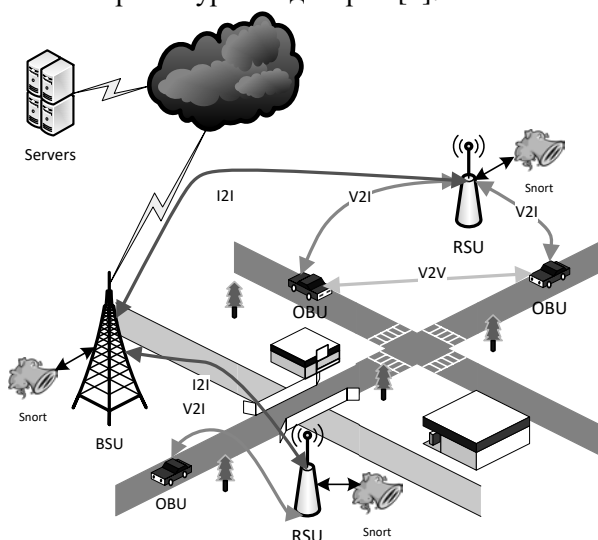 Servers
I2I
V2I
Snort
V2I
RSU
V2V
OBU
OBU
I2I
V2I
Snort
BSU
OBU
RSU
Snort